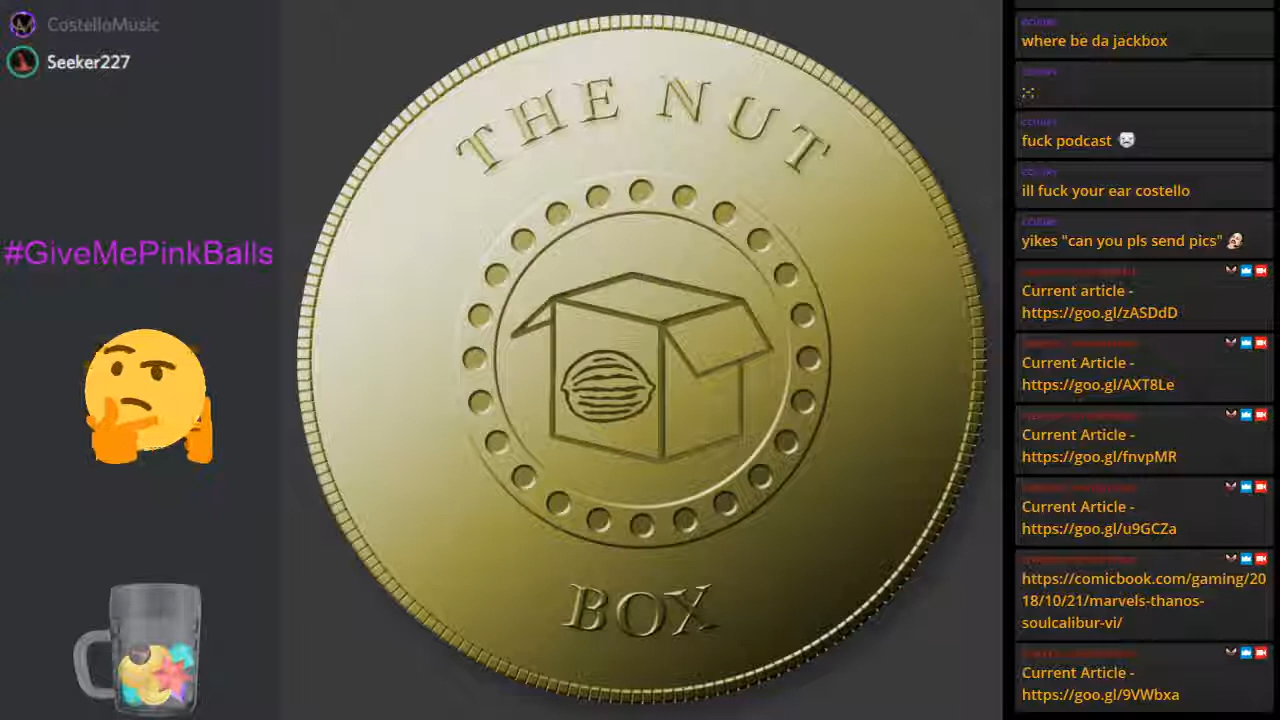 CostelloMusic
Seeker227
#GiveMePinkBalls
THE NUT
BOX
where be da jackbox
:-:
fuck podcast
ill fuck your ear costello
yikes "can you pls send pics"
Current article -
https://goo.gl/zASDdD
Current Article -
https://goo.gl/AXT8Le
Current Article -
https://goo.gl/fnvpMR
Current Article -
https://goo.gl/u9GCZa
https://comicbook.com/gaming/20
18/10/21/marvels-thanos-
soulcalibur-vi/
Current Article -
https://goo.gl/9VWbxa